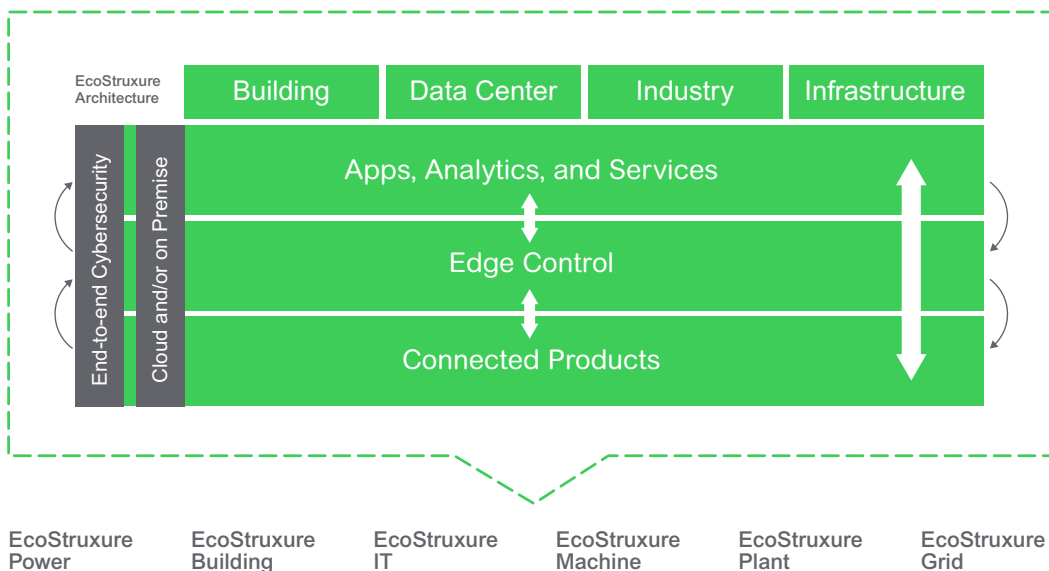 EcoStruxure
Architecture
Building
Data Center
Industry
Infrastructure
End-to-end Cybersecurity
Cloud and/or on Premise
Apps, Analytics, and Services
Edge Control
Connected Products
EcoStruxure
Power
EcoStruxure
Building
EcoStruxure
IT
EcoStruxure
Machine
EcoStruxure
Plant
EcoStruxure
Grid